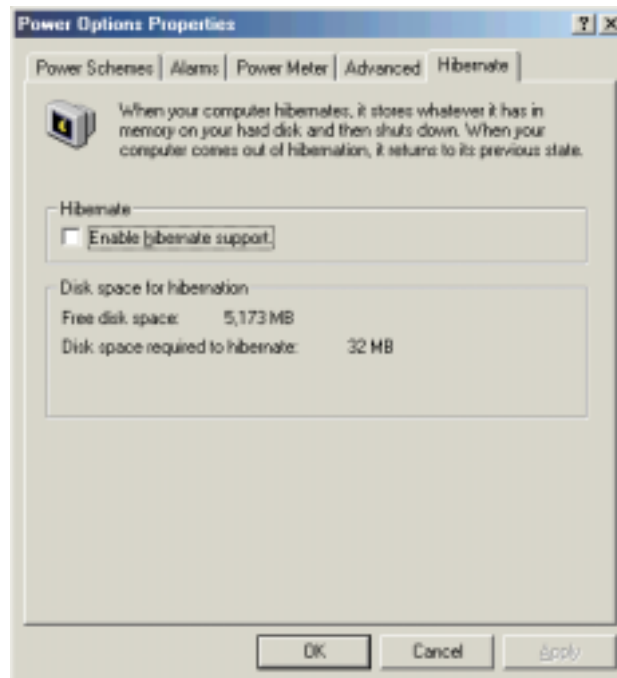 Power Options Properties
Power Schemes Alarms Power Meter Advanced Hibernate
When your computer hibernates, it stores whatever it has in
memory on your hard disk and then shuts down. When your
computer comes out of hibernation, it returns to its previous state.
Hibernate
Enable hibernate support.
Disk space for hibernation
Free disk space: 5,173 MB
Disk space required to hibernate: 32 MB
OK Cancel Apply